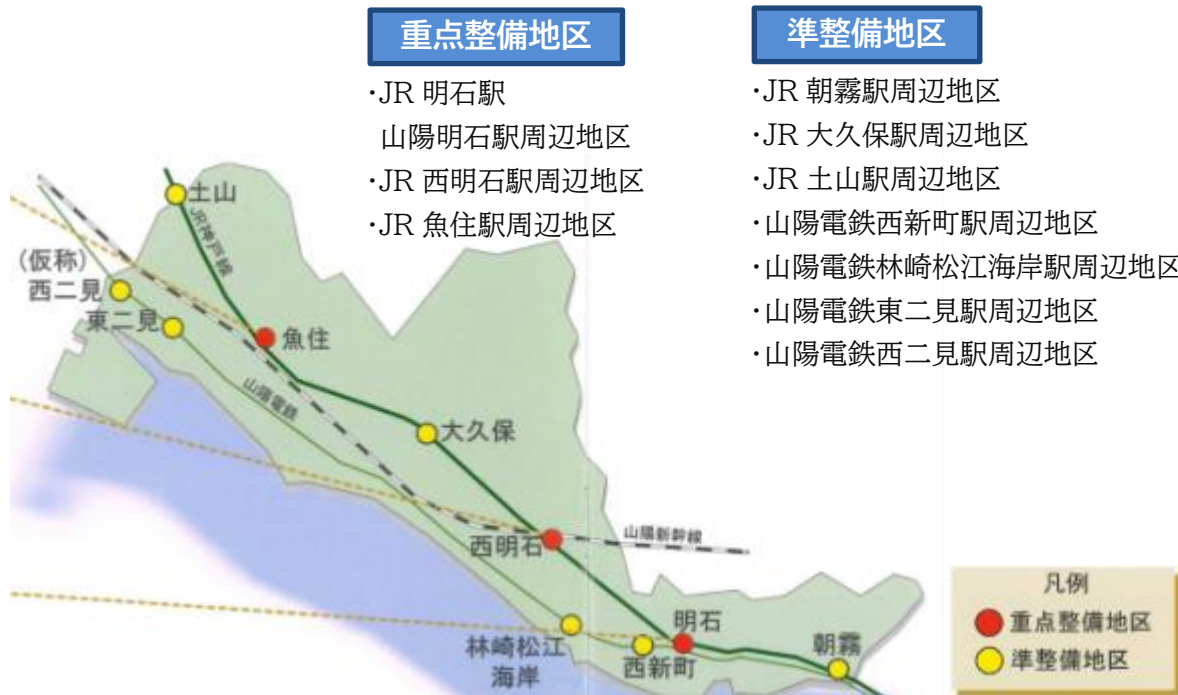 重点整備地区
・JR 明石駅
山陽明石駅周辺地区
・JR 西明石駅周辺地区
・JR 魚住駅周辺地区
準整備地区
・JR 朝霧駅周辺地区
・JR 大久保駅周辺地区
・JR 土山駅周辺地区
・山陽電鉄西新町駅周辺地区
・山陽電鉄林崎松江海岸駅周辺地区
・山陽電鉄東二見駅周辺地区
・山陽電鉄西二見駅周辺地区
土山
JR神戸線
(仮称)
西二見
東二見
魚住
山陽電鉄
大久保
西明石
山陽新幹線
林崎松江
海岸
西新町
明石
朝霧
凡例
重点整備地区
準整備地区